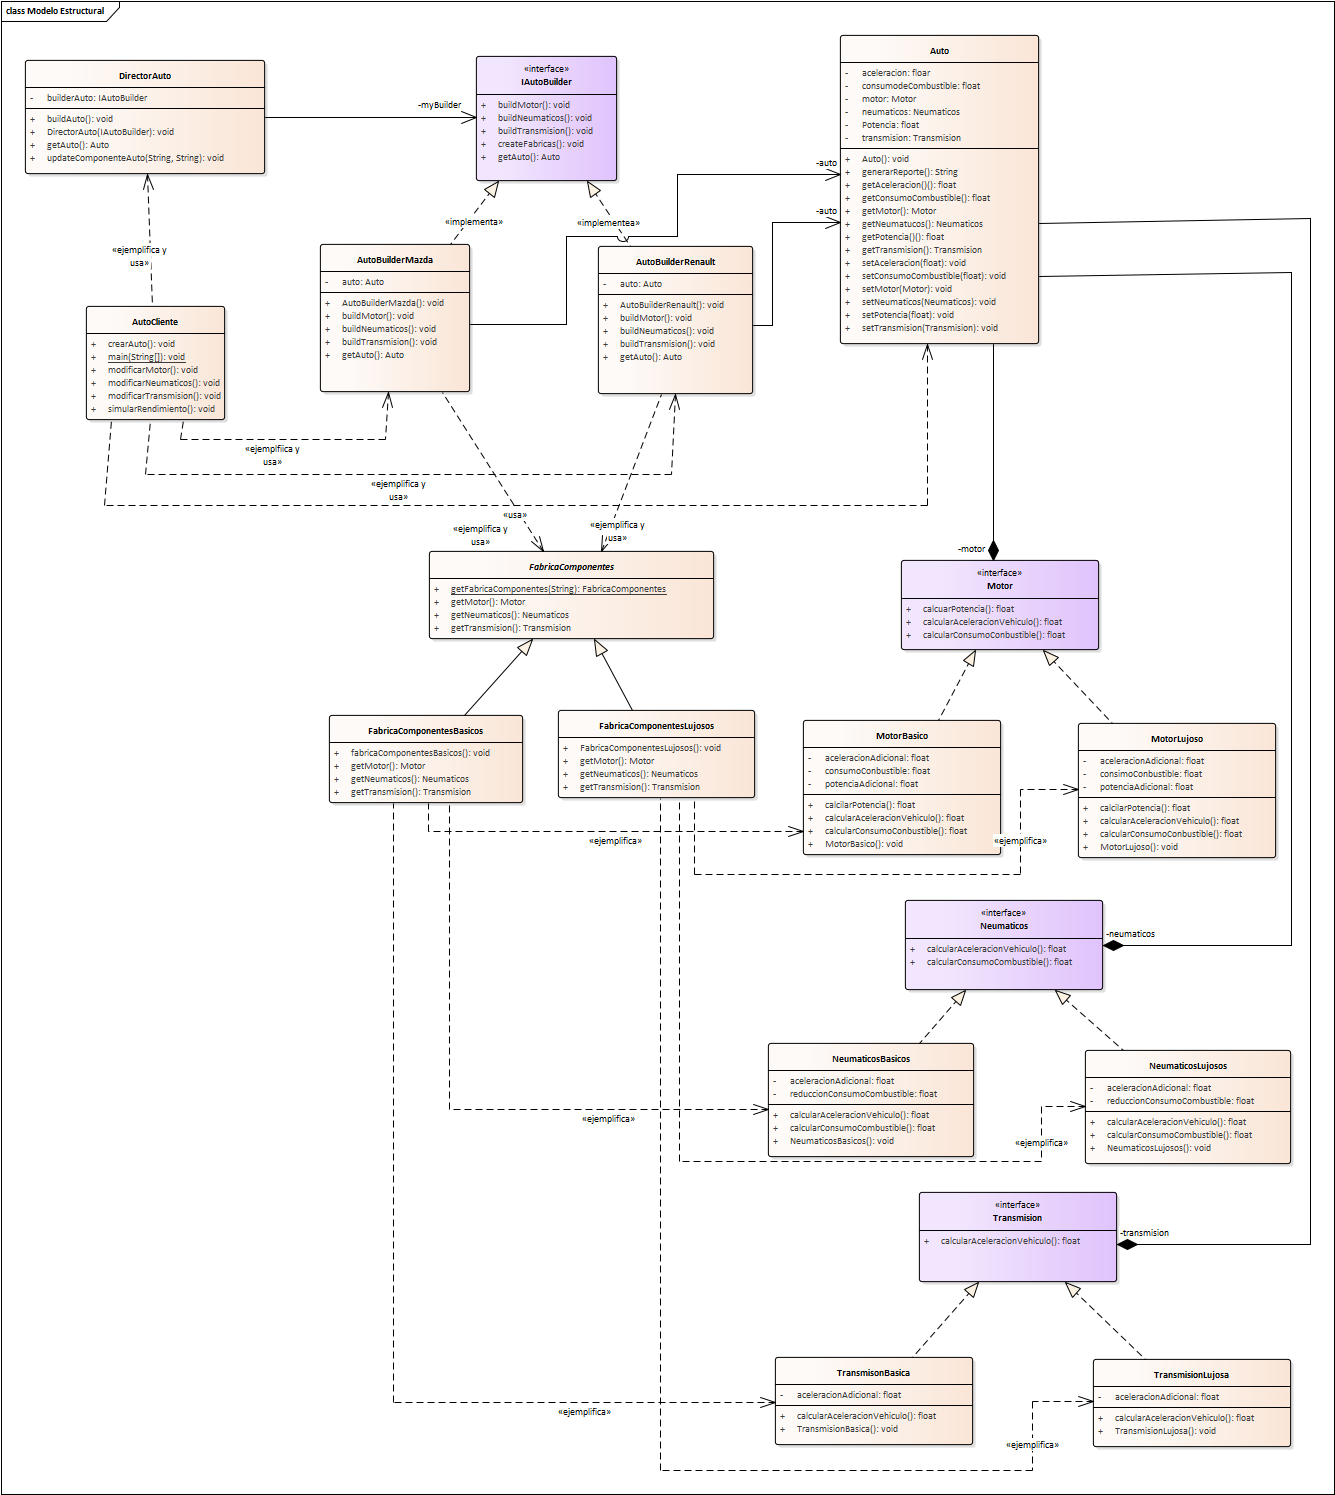 class Modelo Estructural
DirectorAuto
- builderAuto: IAutoBuilder
+ buildAuto(): void
+ DirectorAuto(IAutoBuilder): void
+ getAuto(): Auto
+ updateComponenteAuto(String, String): void
-myBuilder
«interface»
IAutoBuilder
+ buildMotor(): void
+ buildNeumaticos(): void
+ buildTransmision(): void
+ createFabricas(): void
+ getAuto(): Auto
Auto
- aceleracion: floar
- consumodeCombustible: float
- motor: Motor
- neumaticos: Neumaticos
- Potencia: float
- transmision: Transmision
+ Auto(): void
+ generarReporte(): String
+ getAceleracion()(): float
+ getConsumoCombustible(): float
+ getMotor(): Motor
+ getNeumatucos(): Neumaticos
+ getPotencia()(): float
+ getTransmision(): Transmision
+ setAceleracion(float): void
+ setConsumoCombustible(float): void
+ setMotor(Motor): void
+ setNeumaticos(Neumaticos): void
+ setPotencia(float): void
+ setTransmision(Transmision): void
-auto
-auto
«implementa»
«implementea»
«ejemplifica y
usa»
AutoBuilderMazda
- auto: Auto
+ AutoBuilderMazda(): void
+ buildMotor(): void
+ buildNeumaticos(): void
+ buildTransmision(): void
+ getAuto(): Auto
AutoBuilderRenault
- auto: Auto
+ AutoBuilderRenault(): void
+ buildMotor(): void
+ buildNeumaticos(): void
+ buildTransmision(): void
+ getAuto(): Auto
AutoCliente
+ crearAuto(): void
+ main(String[]): void
+ modificarMotor(): void
+ modificarNeumaticos(): void
+ modificarTransmision(): void
+ simularRendimiento(): void
«ejemplfiica y
usa»
«ejemplifica y
usa»
«usa»
«ejemplifica y
usa»
«ejemplifica y
usa»
FabricaComponentes
+ getFabricaComponentes(String): FabricaComponentes
+ getMotor(): Motor
+ getNeumaticos(): Neumaticos
+ getTransmision(): Transmision
-motor
«interface»
Motor
+ calcuarPotencia(): float
+ calcularAceleracionVehiculo(): float
+ calcularConsumoConbustible(): float
FabricaComponentesBasicos
+ fabricaComponentesBasicos(): void
+ getMotor(): Motor
+ getNeumaticos(): Neumaticos
+ getTransmision(): Transmision
FabricaComponentesLujosos
+ FabricaComponentesLujosos(): void
+ getMotor(): Motor
+ getNeumaticos(): Neumaticos
+ getTransmision(): Transmision
MotorBasico
- aceleracionAdicional: float
- consumoConbustible: float
- potenciaAdicional: float
+ calcilarPotencia(): float
+ calcularAceleracionVehiculo(): float
+ calcularConsumoConbustible(): float
+ MotorBasico(): void
MotorLujoso
- aceleracionAdicional: float
- consimoConbustible: float
- potenciaAdicional: float
+ calcilarPotencia(): float
+ calcularAceleracionVehiculo(): float
+ calcularConsumoConbustible(): float
+ MotorLujoso(): void
«ejemplifica»
«ejemplifica»
«interface»
Neumaticos
+ calcularAceleracionVehiculo(): float
+ calcularConsumoCombustible(): float
-neumaticos
NeumaticosBasicos
- aceleracionAdicional: float
- reduccionConsumoCombustible: float
+ calcularAceleracionVehiculo(): float
+ calcularConsumoCombustible(): float
+ NeumaticosBasicos(): void
NeumaticosLujosos
- aceleracionAdicional: float
- reduccionConsumoCombustible: float
+ calcularAceleracionVehiculo(): float
+ calcularConsumoCombustible(): float
+ NeumaticosLujosos(): void
«ejemplifica»
«ejemplifica»
«interface»
Transmision
+ calcularAceleracionVehiculo(): float
-transmision
TransmisonBasica
- aceleracionAdicional: float
+ calcularAceleracionVehiculo(): float
+ TransmisionBasica(): void
TransmisionLujosa
- aceleracionAdicional: float
+ calcularAceleracionVehiculo(): float
+ TransmisionLujosa(): void
«ejemplifica»
«ejemplifica»